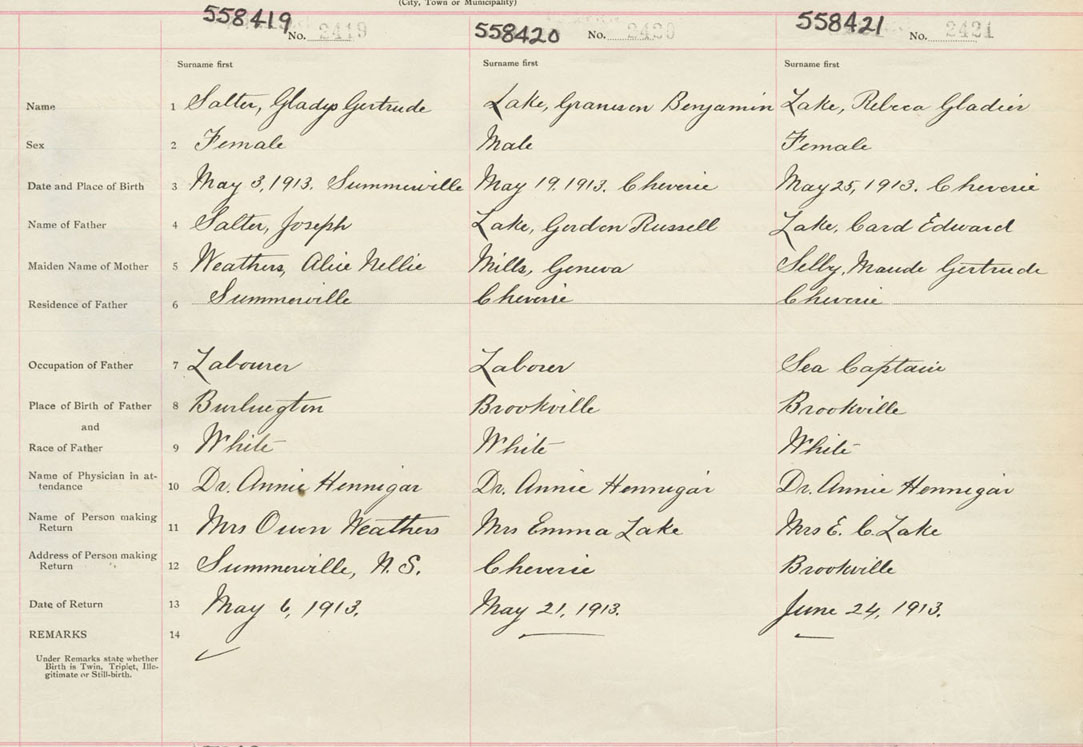 (City, Town or Municipality)
558419 No. 2419 558420 No. 2420 558421 No. 2421
Surname first Surname first Surname first
Name 1 Salter, Gladys Gertrude Lake, Granison Benjamin Lake, Rebeca Gladier
Sex 2 Female Male Female
Date and Place of Birth 3 May 3, 1913. Summerville May 19, 1913. Cheverie May 25, 1913. Cheverie
Name of Father 4 Salter, Joseph Lake, Gordon Russell Lake, Card Edward
Maiden Name of Mother 5 Weathers, Alice Nellie Mills, Geneva Selby, Maude Gertrude
Residence of Father 6 Summerville Cheverie Cheverie
Occupation of Father 7 Labourer Laborer Sea Captain
Place of Birth of Father 8 Burlington Brookville Brookville
and
Race of Father 9 White White White
Name of Physician in at-
tendance 10 Dr. Annie Hennigar Dr. Annie Hennigar Dr. Annie Hennigar
Name of Person making
Return 11 Mrs Owen Weathers Mrs Emma Lake Mrs E. C. Lake
Address of Person making
Return 12 Summerville, N.S. Cheverie Brookville
Date of Return 13 May 6, 1913. May 21, 1913. June 24, 1913.
REMARKS 14
Under Remarks state whether
Birth is Twin, Triplet, Ille-
gitimate or Still-birth.